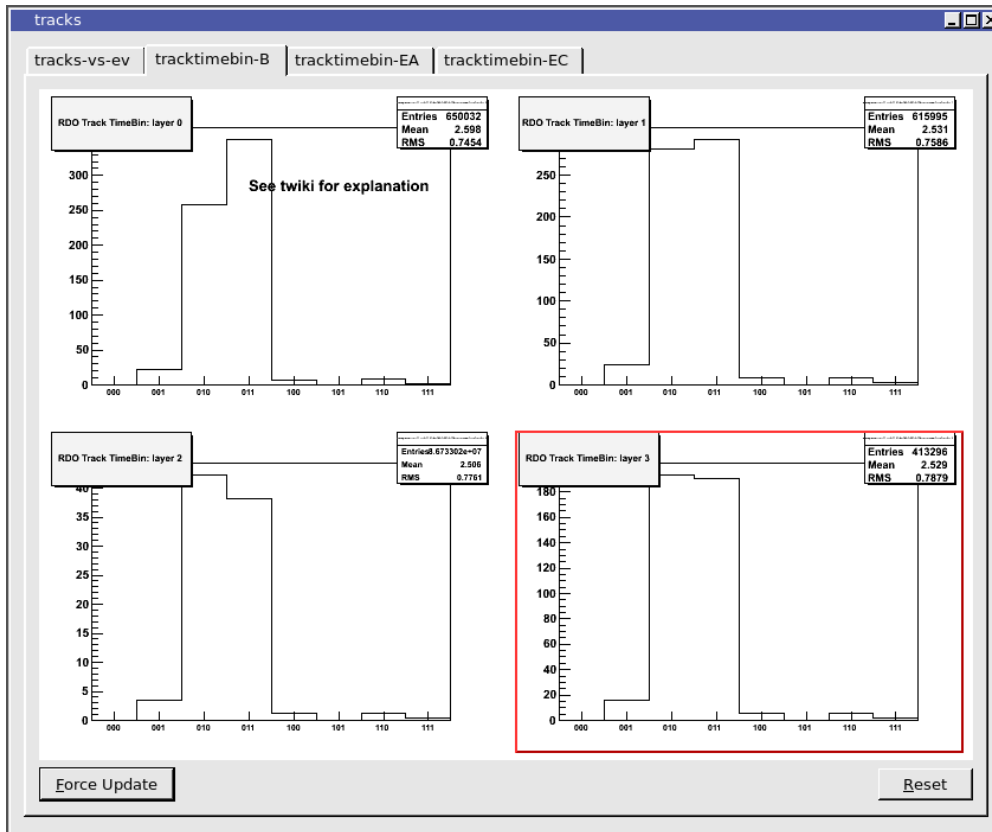 tracks
tracks-vs-ev tracktimebin-B tracktimebin-EA tracktimebin-EC
RDO Track TimeBin: layer 0
Entries 650032
Mean 2.598
RMS 0.7454
See twiki for explanation
300
250
200
150
100
50
0
000 001 010 011 100 101 110 111
RDO Track TimeBin: layer 1
Entries 615995
Mean 2.531
RMS 0.7586
250
200
150
100
50
0
000 001 010 011 100 101 110 111
RDO Track TimeBin: layer 2
Entries8.673302e+07
Mean 2.506
RMS 0.7761
40
35
30
25
20
15
10
5
0
000 001 010 011 100 101 110 111
RDO Track TimeBin: layer 3
Entries 413296
Mean 2.529
RMS 0.7879
180
160
140
120
100
80
60
40
20
0
000 001 010 011 100 101 110 111
Force Update Reset